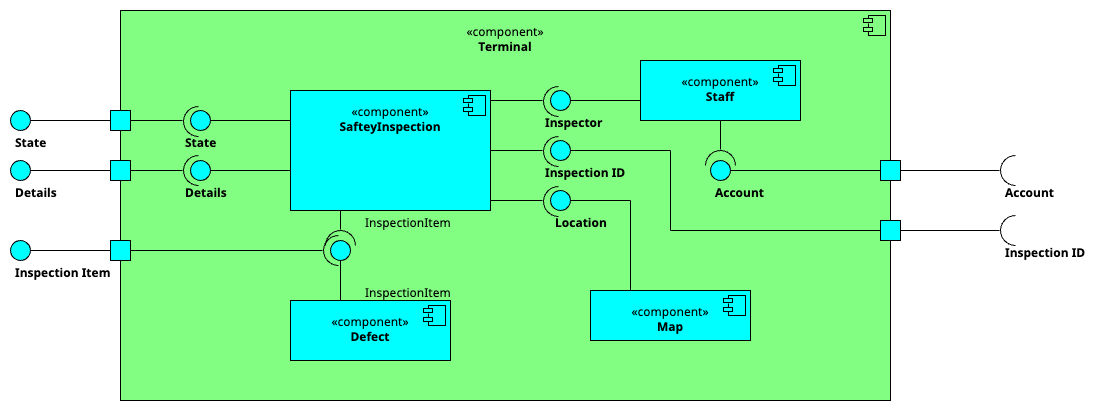 «component»
Terminal
«component»
Staff
«component»
SafteyInspection
Inspector
State
State
Inspection ID
Details
Details
Account
Account
Location
InspectionItem
Inspection ID
Inspection Item
InspectionItem
«component»
Defect
«component»
Map